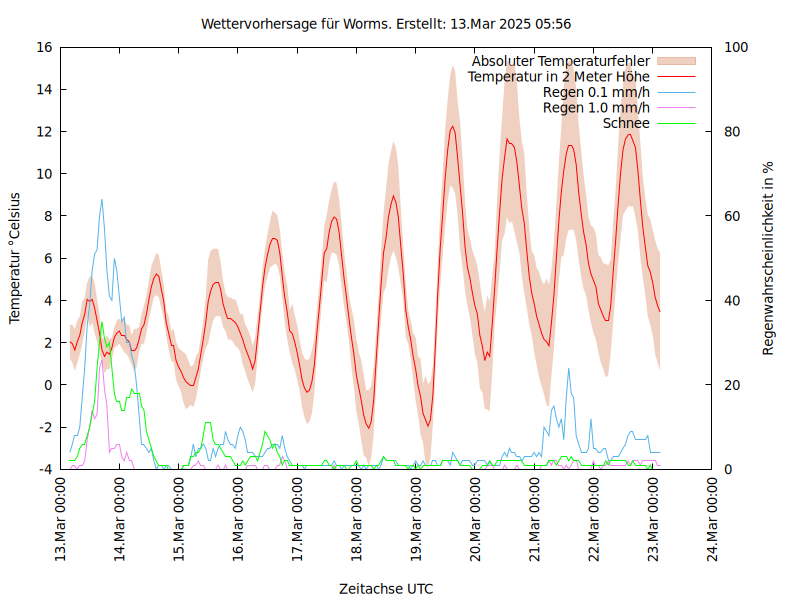 Wettervorhersage für Worms. Erstellt: 13.Mar 2025 05:56
Absoluter Temperaturfehler
Temperatur in 2 Meter Höhe
Regen 0.1 mm/h
Regen 1.0 mm/h
Schnee
Temperatur °Celsius
16
14
12
10
8
6
4
2
0
-2
-4
100
80
60
40
20
0
Regenwahrscheinlichkeit in %
13.Mar 00:00
14.Mar 00:00
15.Mar 00:00
16.Mar 00:00
17.Mar 00:00
18.Mar 00:00
19.Mar 00:00
20.Mar 00:00
21.Mar 00:00
22.Mar 00:00
23.Mar 00:00
24.Mar 00:00
Zeitachse UTC